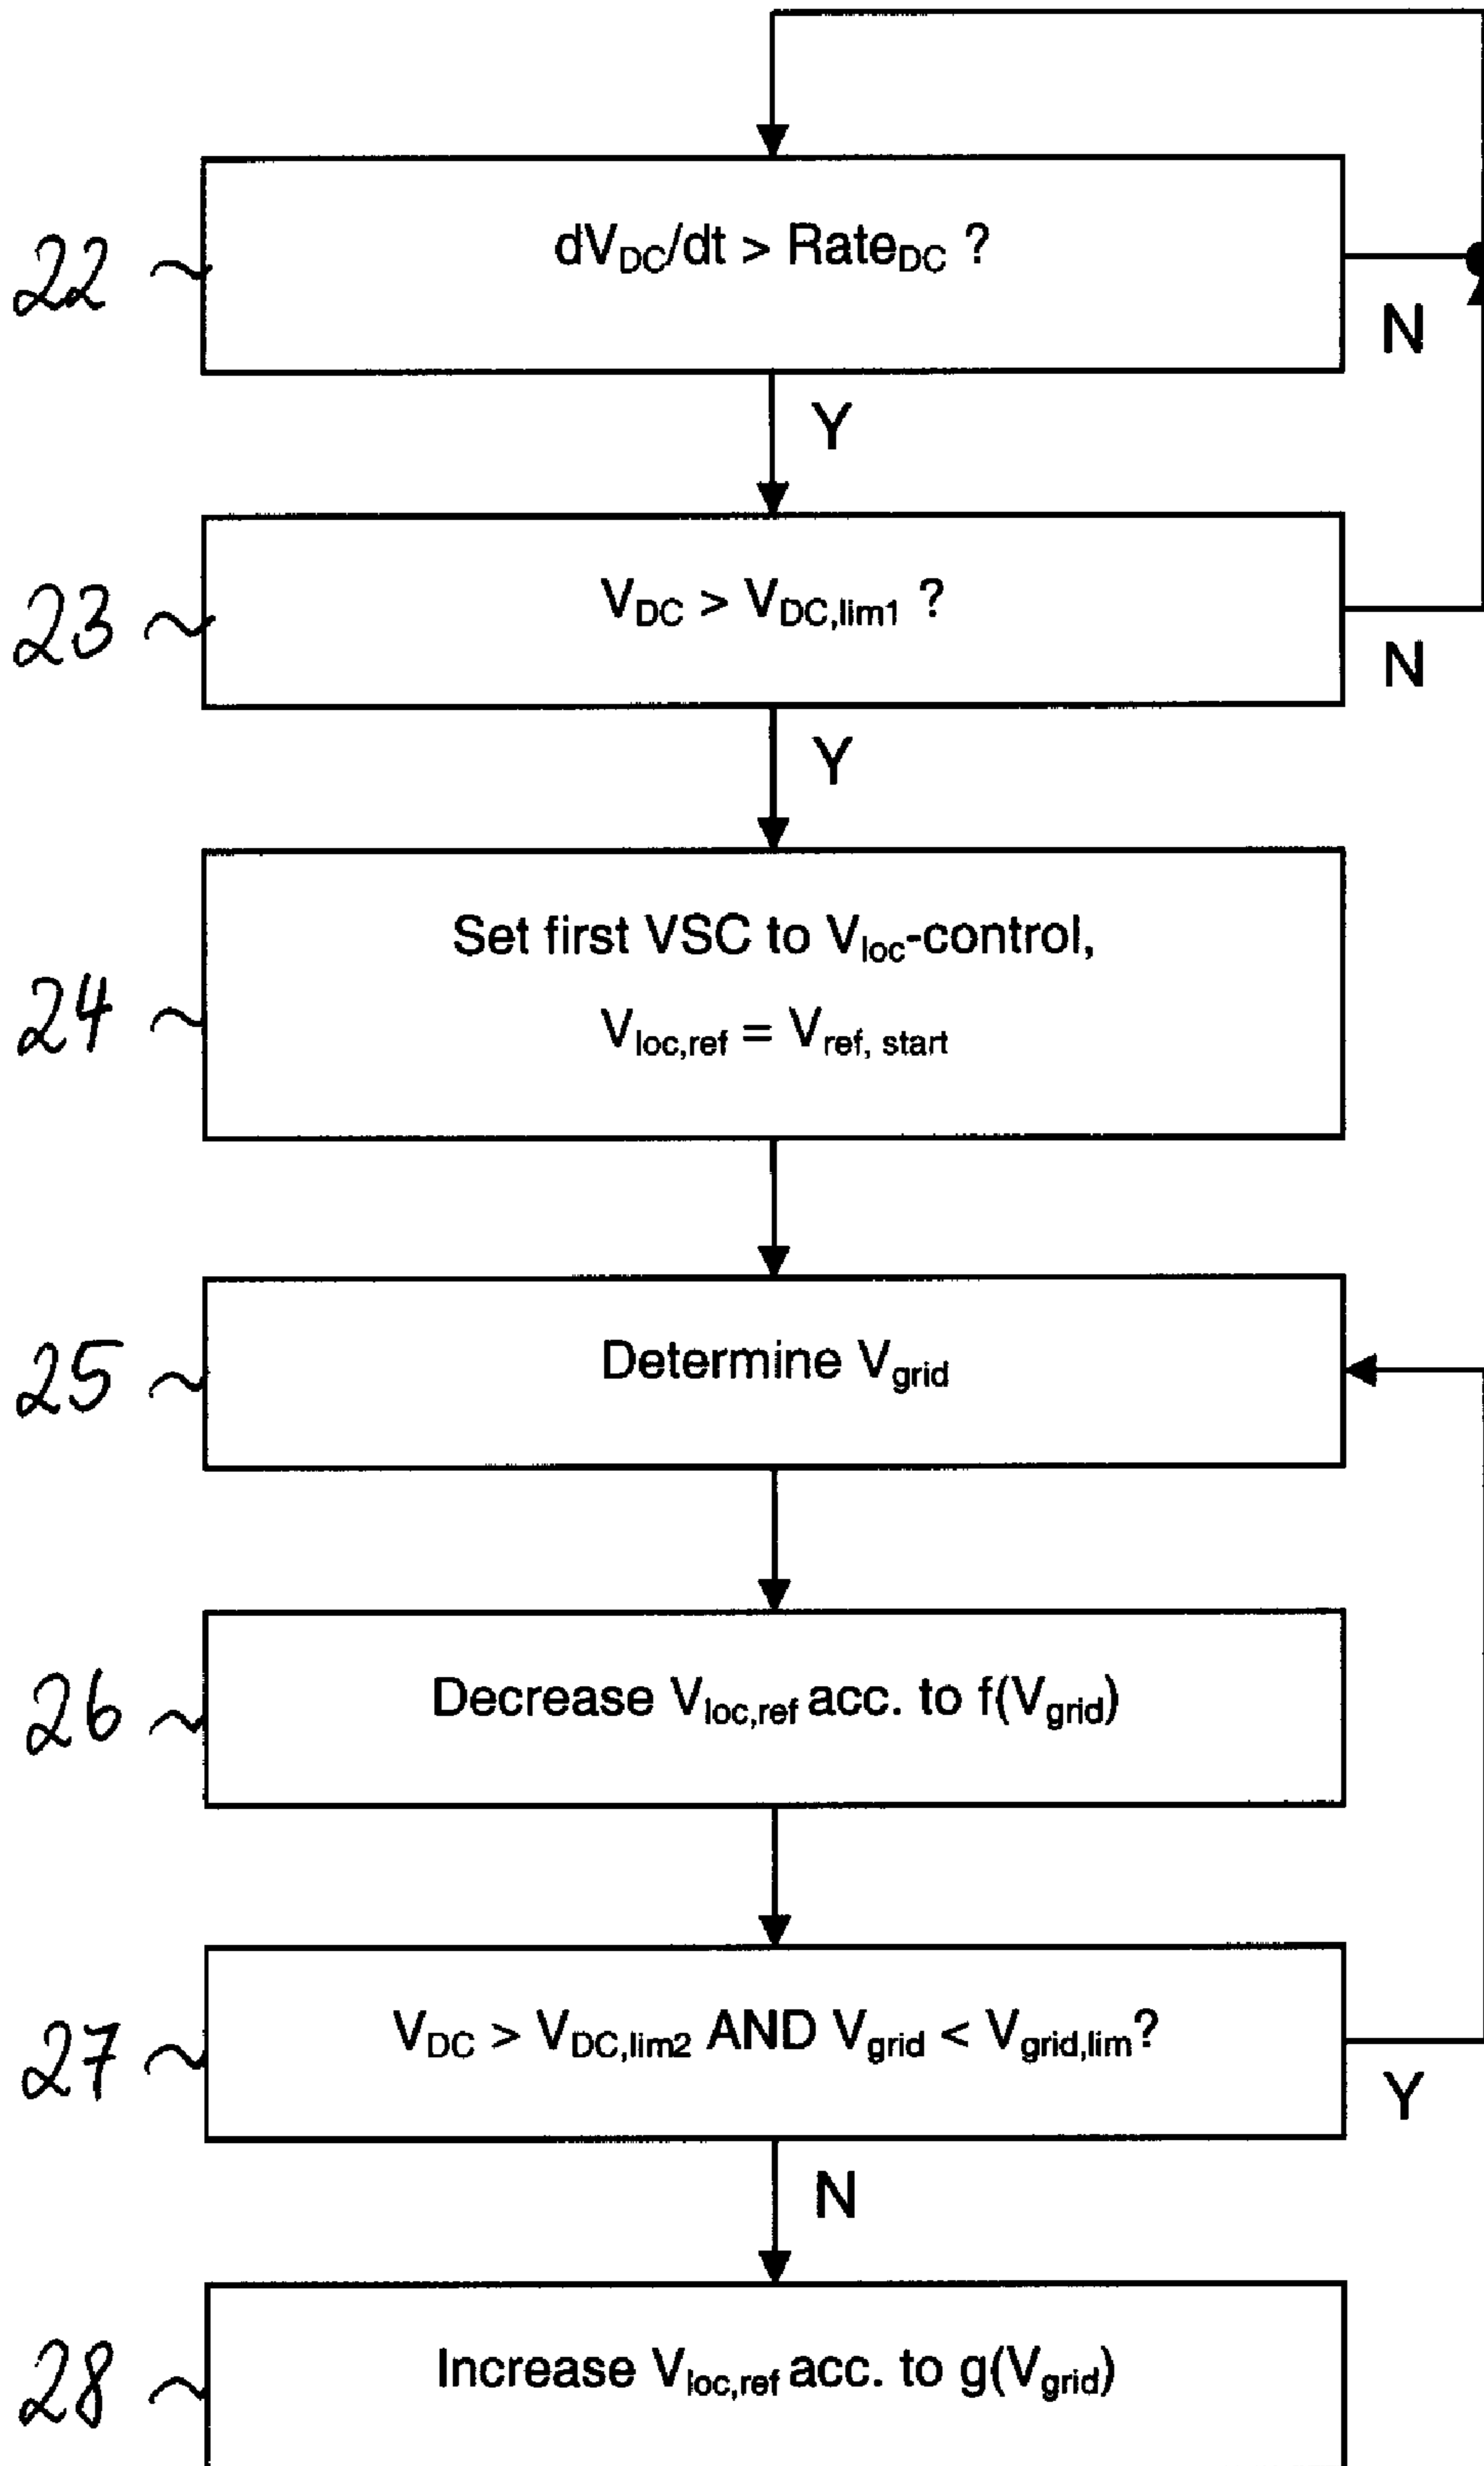 22
dV_DC/dt > Rate_DC ?
N
Y
23
V_DC > V_DC,lim1 ?
N
Y
24
Set first VSC to V_loc-control,
V_loc,ref = V_ref, start
25
Determine V_grid
26
Decrease V_loc,ref acc. to f(V_grid)
27
V_DC > V_DC,lim2 AND V_grid < V_grid,lim?
Y
N
28
Increase V_loc,ref acc. to g(V_grid)